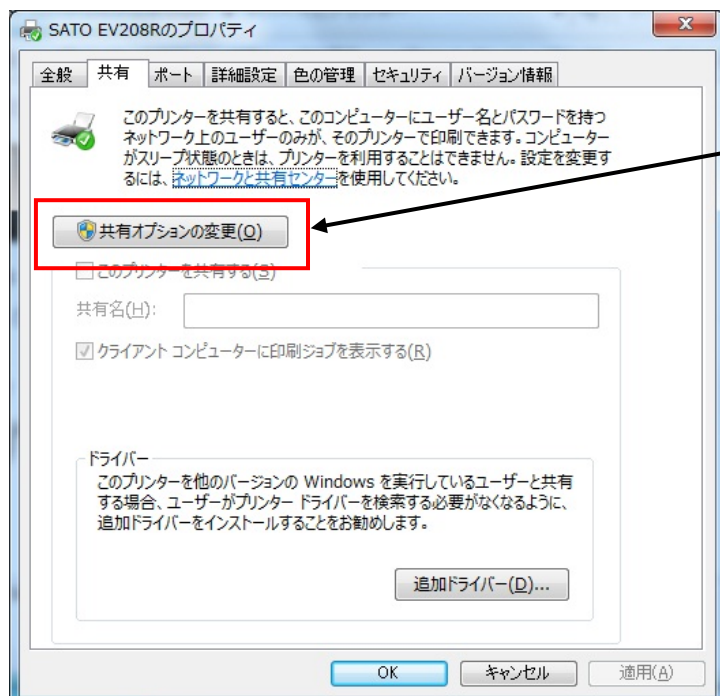 SATO EV208Rのプロパティ
全般 共有 ポート 詳細設定 色の管理 セキュリティ バージョン情報
このプリンターを共有すると、このコンピューターにユーザー名とパスワードを持つ
ネットワーク上のユーザーのみが、そのプリンターで印刷できます。コンピューター
がスリープ状態のときは、プリンターを利用することはできません。設定を変更す
るには、ネットワークと共有センターを使用してください。
共有オプションの変更(O)
このプリンターを共有する(S)
共有名(H):
クライアント コンピューターに印刷ジョブを表示する(R)
ドライバー
このプリンターを他のバージョンの Windows を実行しているユーザーと共有
する場合、ユーザーがプリンター ドライバーを検索する必要がなくなるように、
追加ドライバーをインストールすることをお勧めします。
追加ドライバー(D)...
OK キャンセル 適用(A)